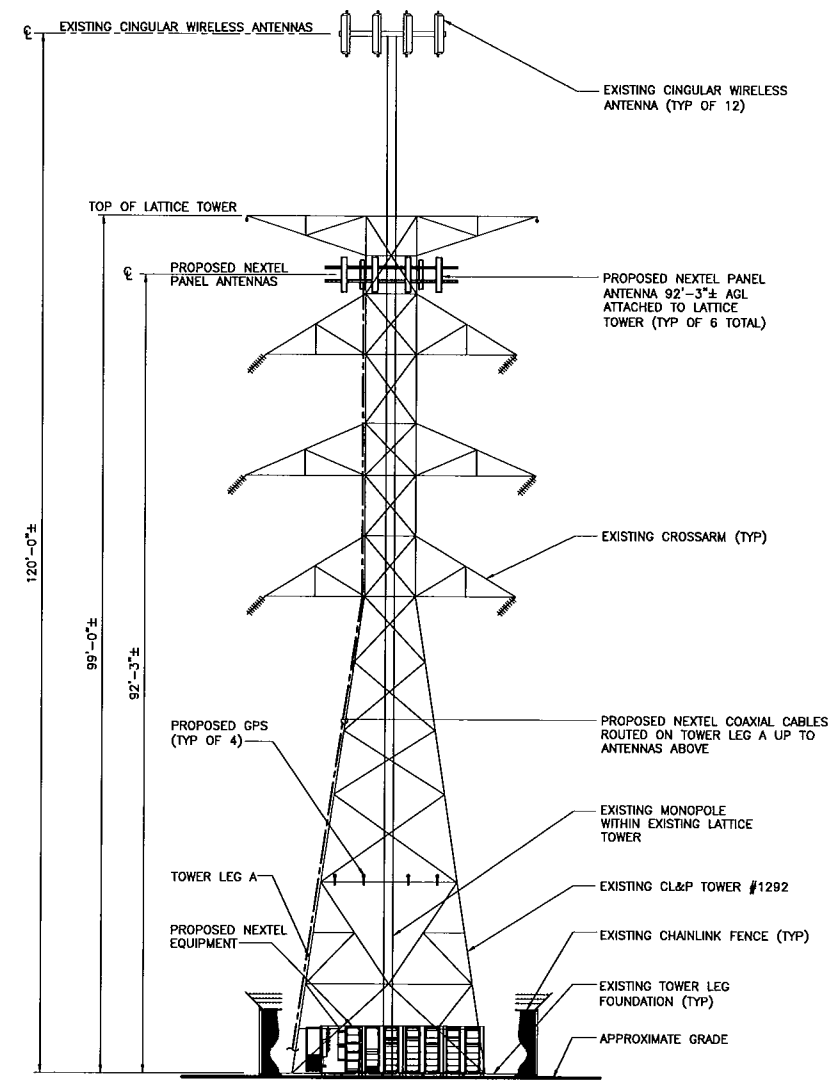 ℄ EXISTING CINGULAR WIRELESS ANTENNAS
EXISTING CINGULAR WIRELESS
ANTENNA (TYP OF 12)
TOP OF LATTICE TOWER
℄ PROPOSED NEXTEL
PANEL ANTENNAS
PROPOSED NEXTEL PANEL
ANTENNA 92'-3"± AGL
ATTACHED TO LATTICE
TOWER (TYP OF 6 TOTAL)
EXISTING CROSSARM (TYP)
120'-0"±
99'-0"±
92'-3"±
PROPOSED GPS
(TYP OF 4)
PROPOSED NEXTEL COAXIAL CABLES
ROUTED ON TOWER LEG A UP TO
ANTENNAS ABOVE
EXISTING MONOPOLE
WITHIN EXISTING LATTICE
TOWER
TOWER LEG A
EXISTING CL&P TOWER #1292
PROPOSED NEXTEL
EQUIPMENT
EXISTING CHAINLINK FENCE (TYP)
EXISTING TOWER LEG
FOUNDATION (TYP)
APPROXIMATE GRADE